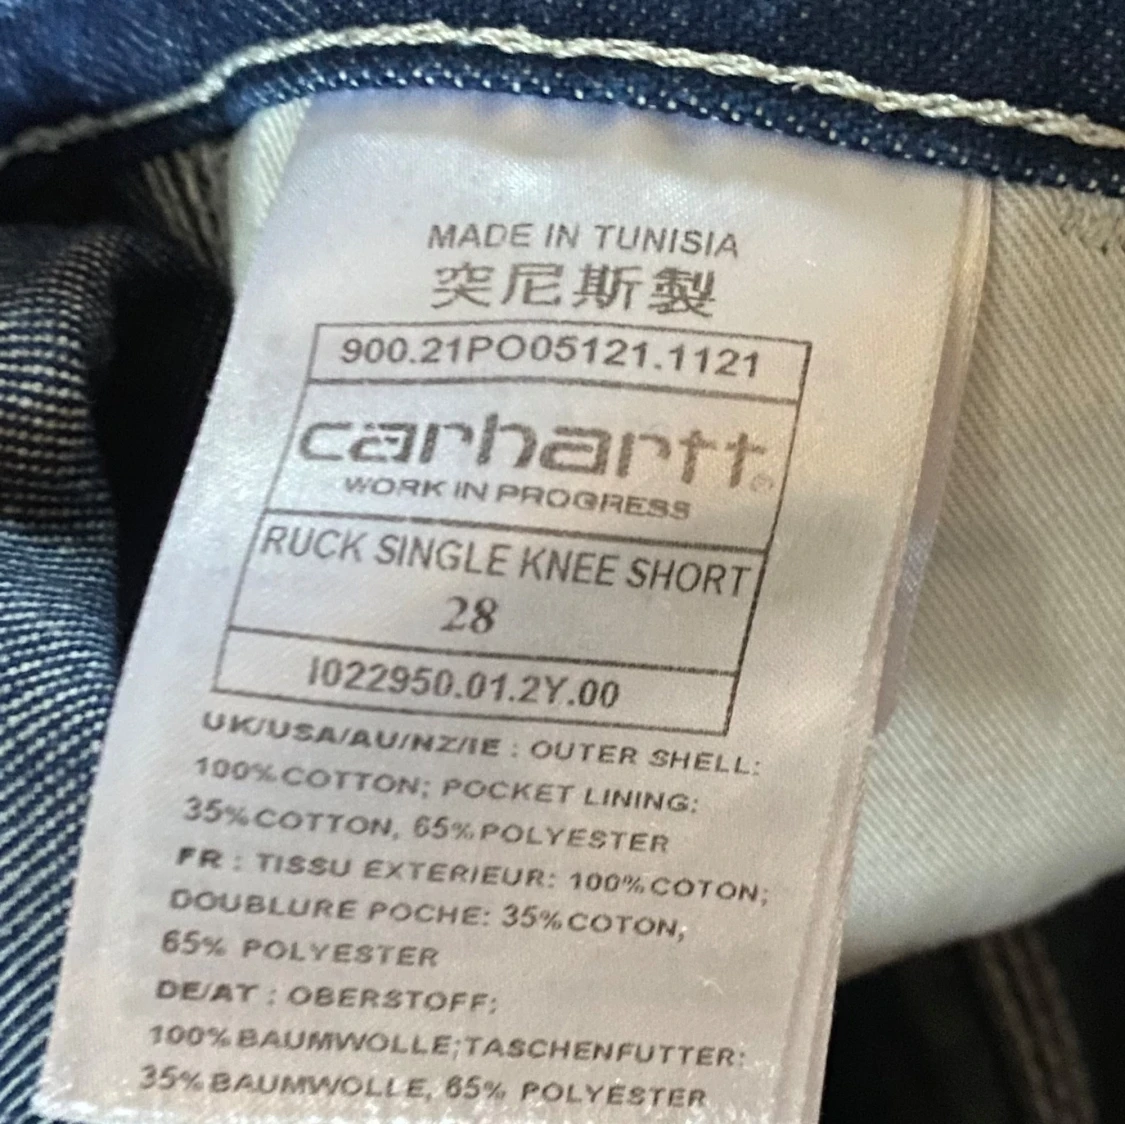 MADE IN TUNISIA
突尼斯製
900.21PO05121.1121
carhartt®
WORK IN PROGRESS
RUCK SINGLE KNEE SHORT
28
I022950.01.2Y.00
UK/USA/AU/NZ/IE : OUTER SHELL:
100%COTTON; POCKET LINING:
35%COTTON, 65%POLYESTER
FR : TISSU EXTERIEUR: 100%COTON;
DOUBLURE POCHE: 35%COTON,
65% POLYESTER
DE/AT : OBERSTOFF:
100%BAUMWOLLE;TASCHENFUTTER:
35%BAUMWOLLE, 65% POLYESTER